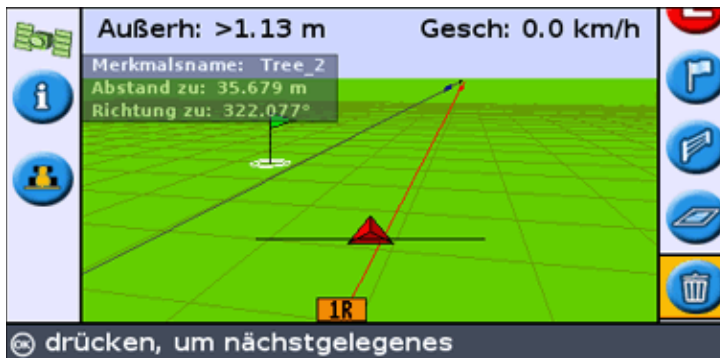 Außerh: >1.13 m Gesch: 0.0 km/h
Merkmalsname: Tree_2
Abstand zu: 35.679 m
Richtung zu: 322.077°
i
1R
OK drücken, um nächstgelegenes